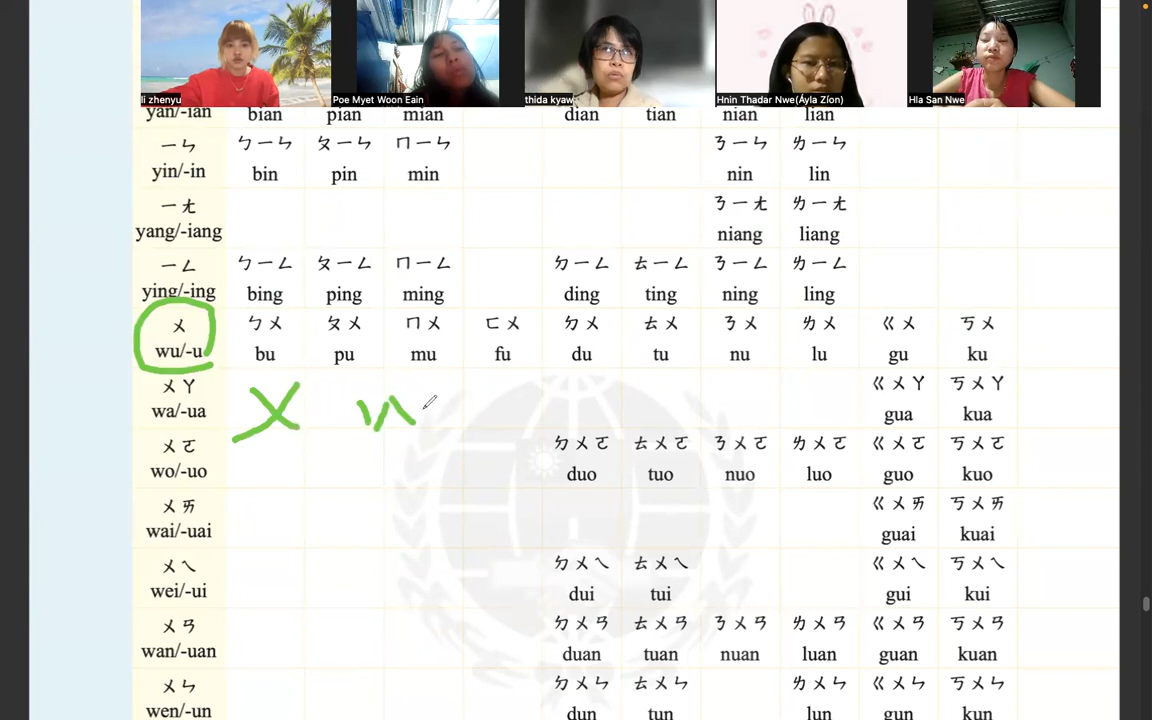 li zhenyu Poe Myet Woon Eain thida kyaw Hnin Thadar Nwe(Áyla Zíon) Hla San Nwe
yan/-ian bian pian mian dian tian nian lian
ㄧㄣ ㄅㄧㄣ ㄆㄧㄣ ㄇㄧㄣ ㄋㄧㄣ ㄌㄧㄣ
yin/-in bin pin min nin lin
ㄧㄤ ㄋㄧㄤ ㄌㄧㄤ
yang/-iang niang liang
ㄧㄥ ㄅㄧㄥ ㄆㄧㄥ ㄇㄧㄥ ㄉㄧㄥ ㄊㄧㄥ ㄋㄧㄥ ㄌㄧㄥ
ying/-ing bing ping ming ding ting ning ling
ㄨ ㄅㄨ ㄆㄨ ㄇㄨ ㄈㄨ ㄉㄨ ㄊㄨ ㄋㄨ ㄌㄨ ㄍㄨ ㄎㄨ
wu/-u bu pu mu fu du tu nu lu gu ku
ㄨㄚ ㄍㄨㄚ ㄎㄨㄚ
wa/-ua ㄨ w gua kua
ㄨㄛ ㄉㄨㄛ ㄊㄨㄛ ㄋㄨㄛ ㄌㄨㄛ ㄍㄨㄛ ㄎㄨㄛ
wo/-uo duo tuo nuo luo guo kuo
ㄨㄞ ㄍㄨㄞ ㄎㄨㄞ
wai/-uai guai kuai
ㄨㄟ ㄉㄨㄟ ㄊㄨㄟ ㄍㄨㄟ ㄎㄨㄟ
wei/-ui dui tui gui kui
ㄨㄢ ㄉㄨㄢ ㄊㄨㄢ ㄋㄨㄢ ㄌㄨㄢ ㄍㄨㄢ ㄎㄨㄢ
wan/-uan duan tuan nuan luan guan kuan
ㄨㄣ ㄉㄨㄣ ㄊㄨㄣ ㄌㄨㄣ ㄍㄨㄣ ㄎㄨㄣ
wen/-un dun tun lun gun kun